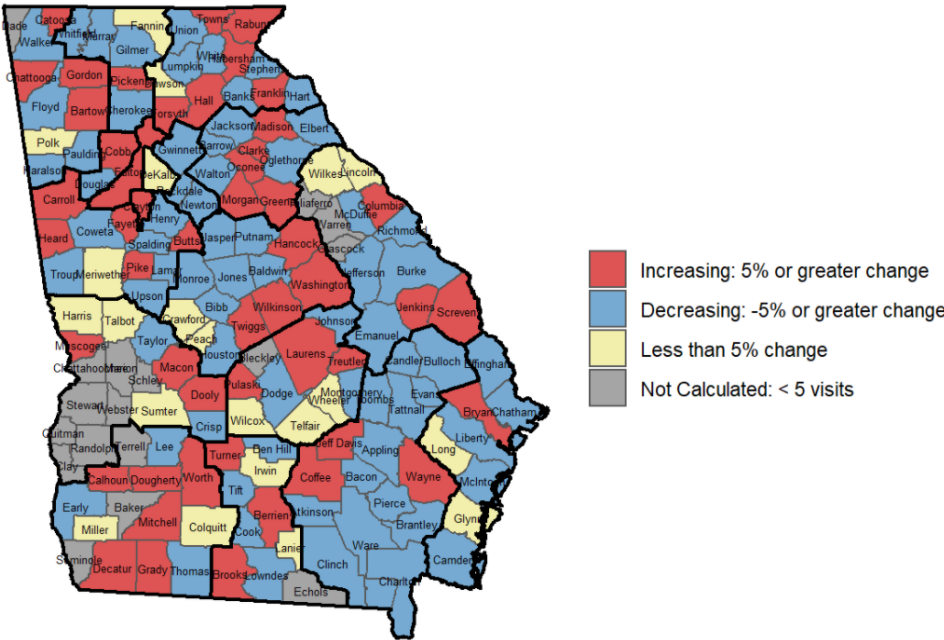 Dade
Catoosa
Fannin
Towns
Rabun
Union
Walker
Whitfield
Murray
Gilmer
White
Habersham
Lumpkin
Stephens
Chattooga
Gordon
Pickens
Dawson
Banks
Franklin
Hart
Hall
Floyd
Bartow
Cherokee
Forsyth
Jackson
Madison
Elbert
Polk
Paulding
Cobb
Gwinnett
Barrow
Clarke
Oconee
Oglethorpe
Haralson
Douglas
Fulton
DeKalb
Walton
Wilkes
Lincoln
Rockdale
Newton
Morgan
Greene
Taliaferro
Columbia
McDuffie
Warren
Richmond
Carroll
Clayton
Fayette
Henry
Coweta
Spalding
Butts
Jasper
Putnam
Hancock
Glascock
Heard
Troup
Meriwether
Pike
Lamar
Monroe
Jones
Baldwin
Washington
Jefferson
Burke
Upson
Bibb
Wilkinson
Harris
Talbot
Crawford
Peach
Twiggs
Johnson
Jenkins
Screven
Emanuel
Muscogee
Taylor
Houston
Bleckley
Laurens
Treutlen
Candler
Bulloch
Effingham
Chattahoochee
Marion
Schley
Macon
Dooly
Pulaski
Dodge
Montgomery
Wheeler
Toombs
Evans
Tattnall
Bryan
Chatham
Stewart
Webster
Sumter
Crisp
Wilcox
Telfair
Quitman
Randolph
Terrell
Lee
Ben Hill
Jeff Davis
Appling
Long
Liberty
Clay
Calhoun
Dougherty
Worth
Turner
Irwin
Coffee
Bacon
Wayne
McIntosh
Early
Baker
Mitchell
Tift
Berrien
Atkinson
Pierce
Brantley
Glynn
Miller
Colquitt
Cook
Lanier
Ware
Seminole
Decatur
Grady
Thomas
Brooks
Lowndes
Clinch
Echols
Charlton
Camden
Increasing: 5% or greater change
Decreasing: -5% or greater change
Less than 5% change
Not Calculated: < 5 visits